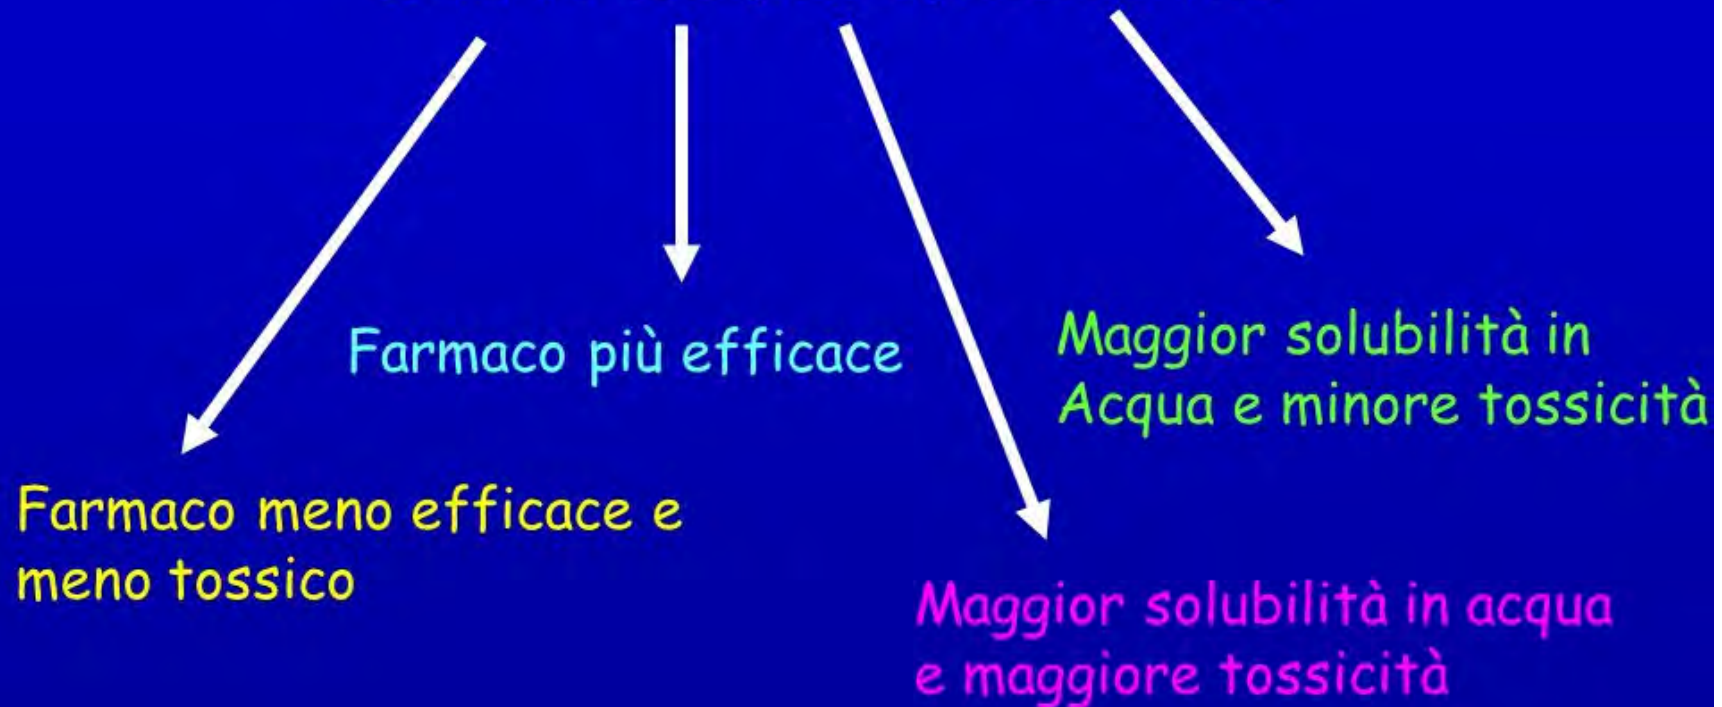 Farmaco più efficace
Maggior solubilità in
Acqua e minore tossicità
Farmaco meno efficace e
meno tossico
Maggior solubilità in acqua
e maggiore tossicità